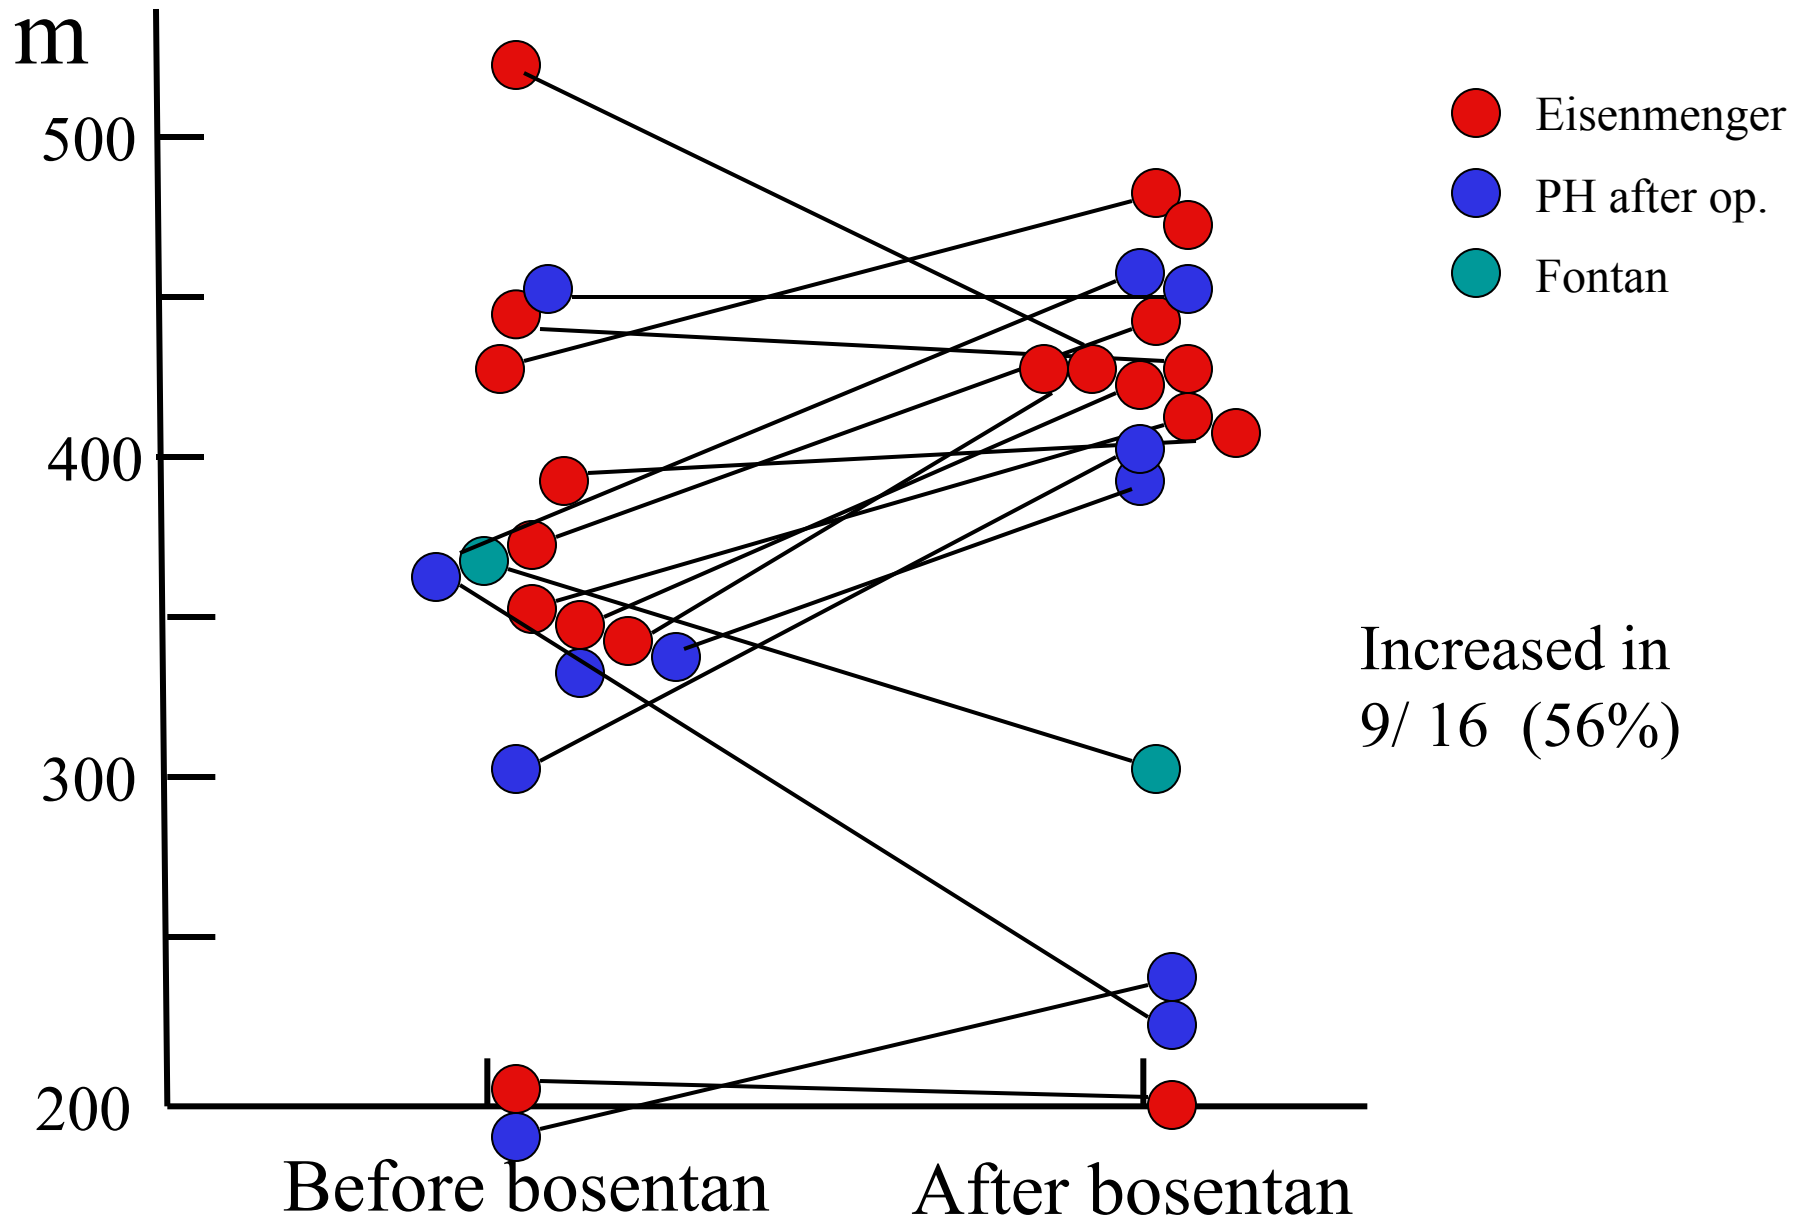 m
500
400
300
200
Before bosentan
After bosentan
Eisenmenger
PH after op.
Fontan
Increased in
9/ 16 (56%)